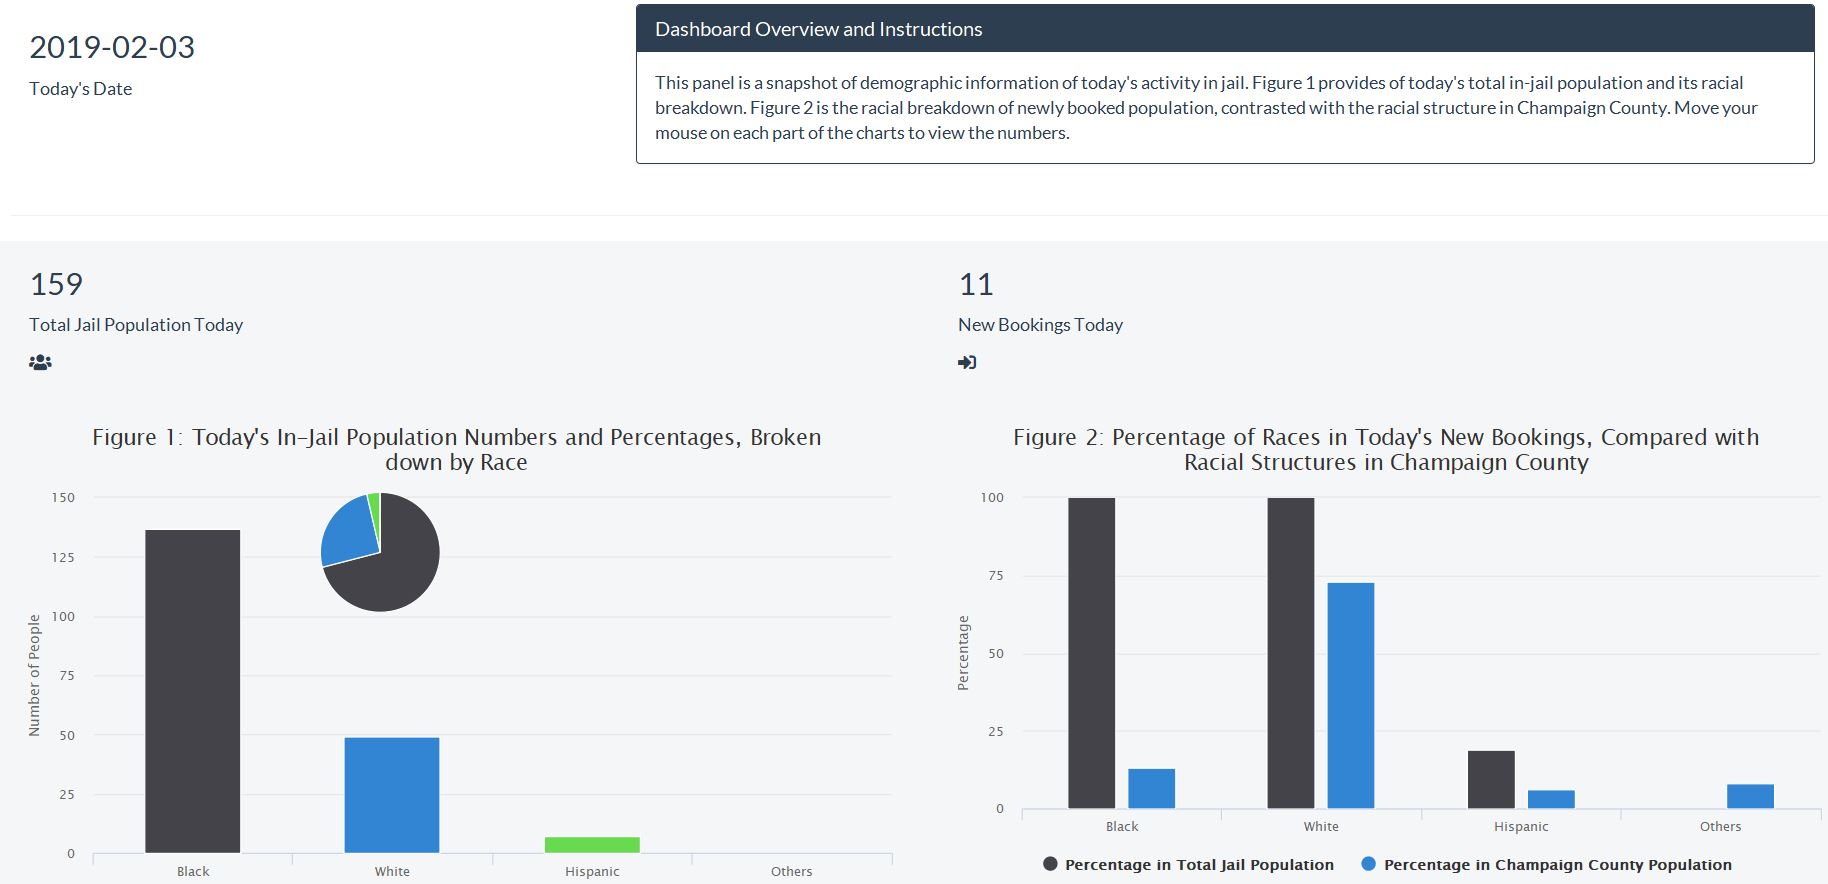 2019-02-03
Today's Date
Dashboard Overview and Instructions
This panel is a snapshot of demographic information of today's activity in jail. Figure 1 provides of today's total in-jail population and its racial
breakdown. Figure 2 is the racial breakdown of newly booked population, contrasted with the racial structure in Champaign County. Move your
mouse on each part of the charts to view the numbers.
159
Total Jail Population Today
11
New Bookings Today
Figure 1: Today's In-Jail Population Numbers and Percentages, Broken
down by Race
Number of People
150
125
100
75
50
25
0
Black
White
Hispanic
Others
Figure 2: Percentage of Races in Today's New Bookings, Compared with
Racial Structures in Champaign County
Percentage
100
75
50
25
0
Black
White
Hispanic
Others
Percentage in Total Jail Population
Percentage in Champaign County Population